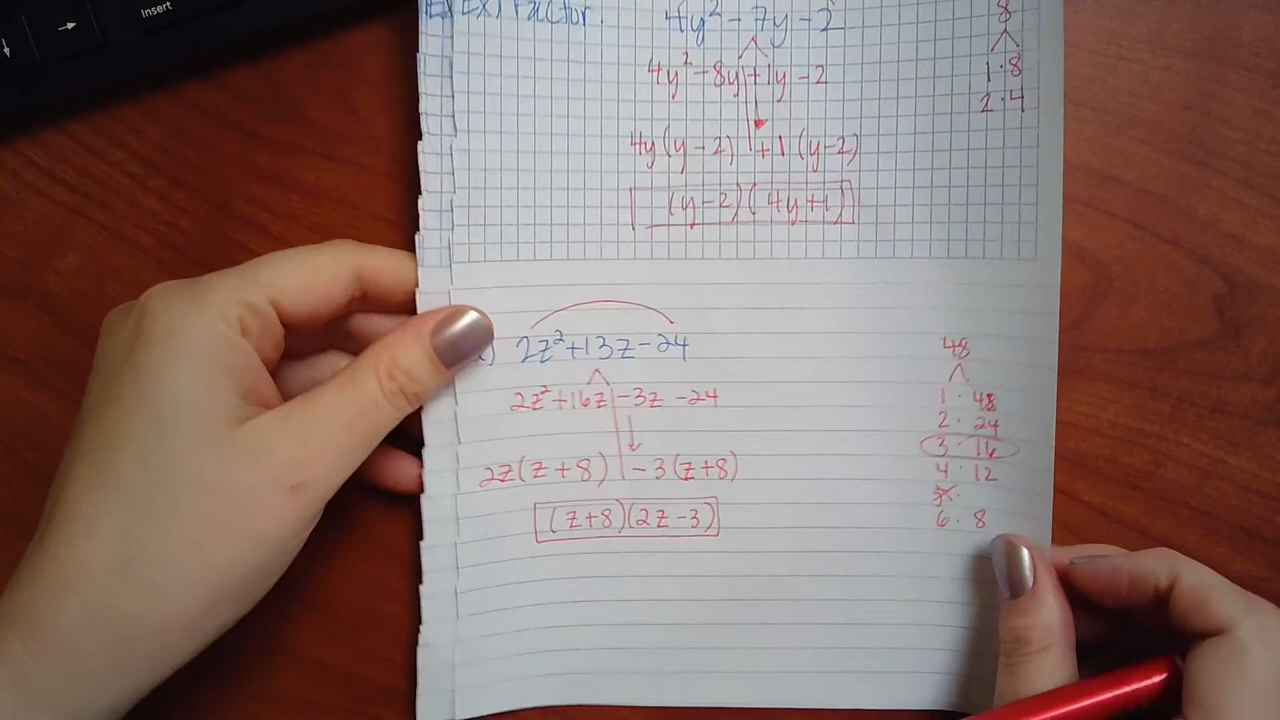 Insert
Factor 4y² - 7y - 2
4y² - 8y + 1y - 2
4y(y-2) + 1(y-2)
(y-2)(4y+1)
8
1·8
2·4
2z²+13z-24
2z²+16z -3z -24
2z(z+8) -3(z+8)
(z+8)(2z-3)
48
1 · 48
2 · 24
3 · 16
4 · 12
6 · 8